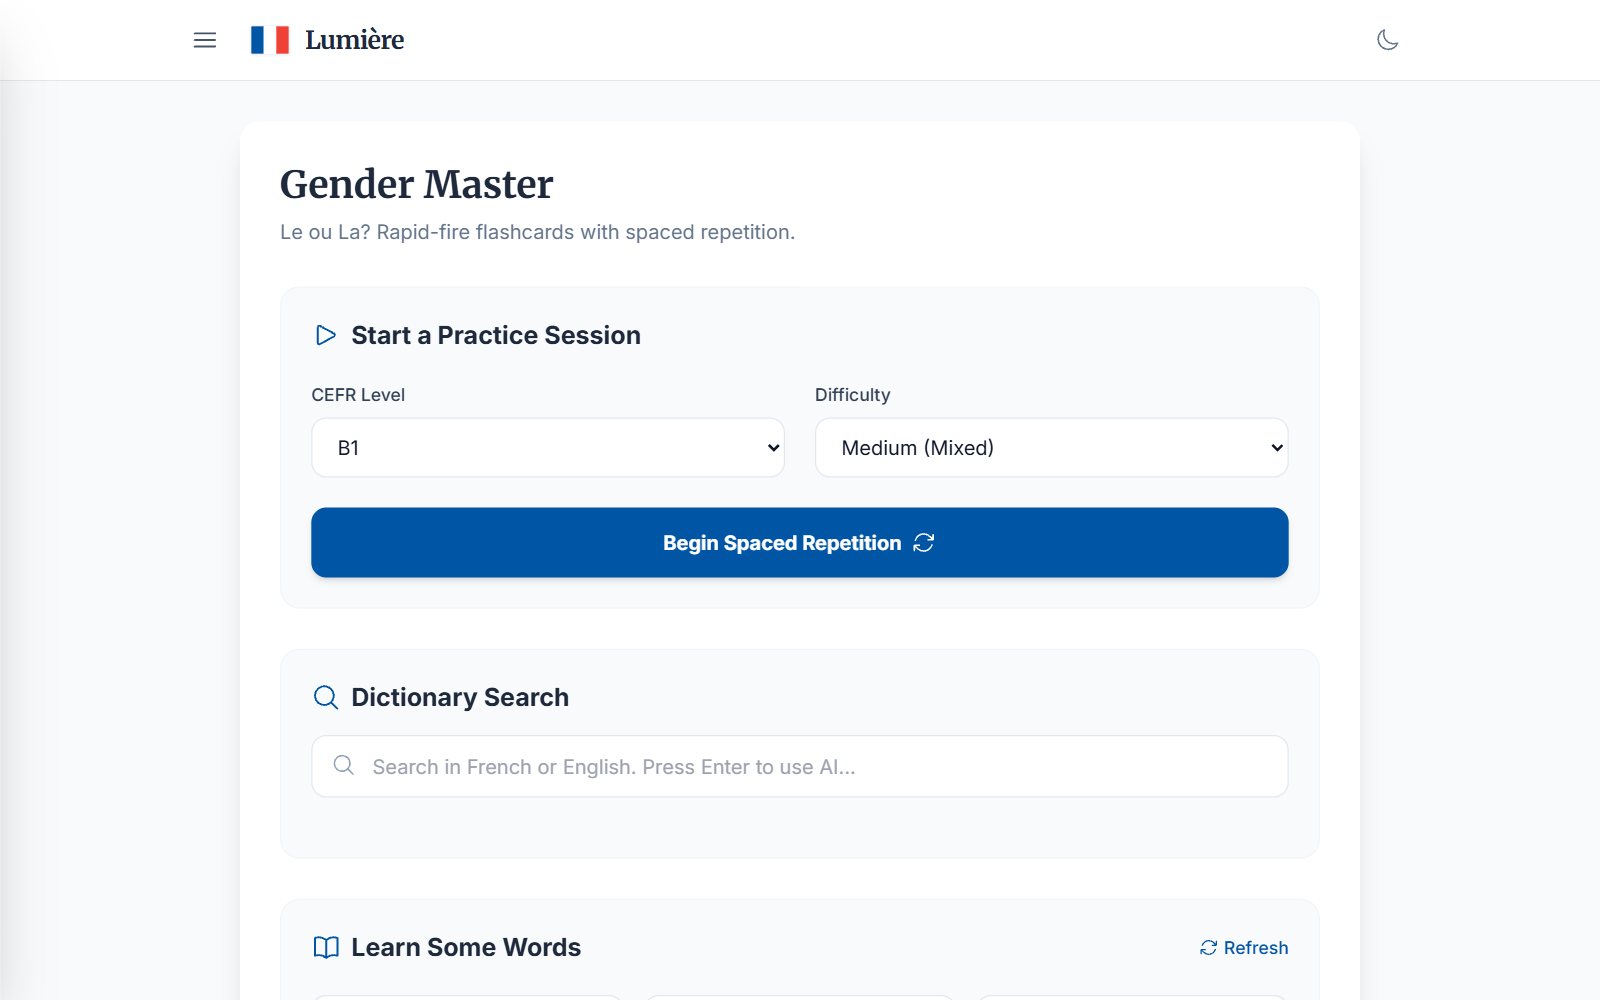 Lumière
Gender Master
Le ou La? Rapid-fire flashcards with spaced repetition.
Start a Practice Session
CEFR Level
Difficulty
B1
Medium (Mixed)
Begin Spaced Repetition
Dictionary Search
Search in French or English. Press Enter to use AI...
Learn Some Words
Refresh